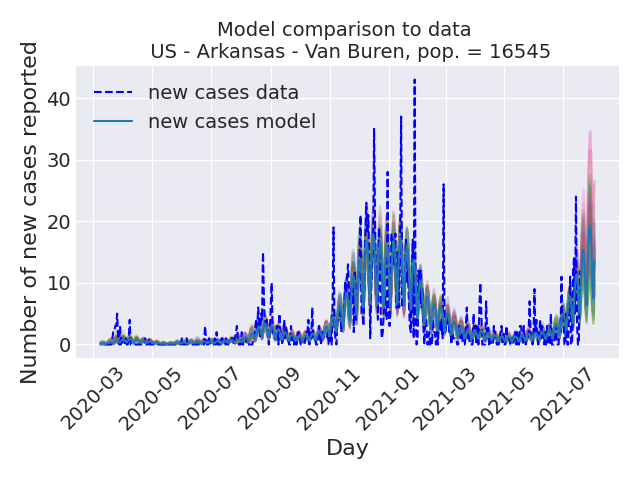 Model comparison to data
US - Arkansas - Van Buren, pop. = 16545
Number of new cases reported
40
30
20
10
0
new cases data
new cases model
2020-03
2020-05
2020-07
2020-09
2020-11
2021-01
2021-03
2021-05
2021-07
Day